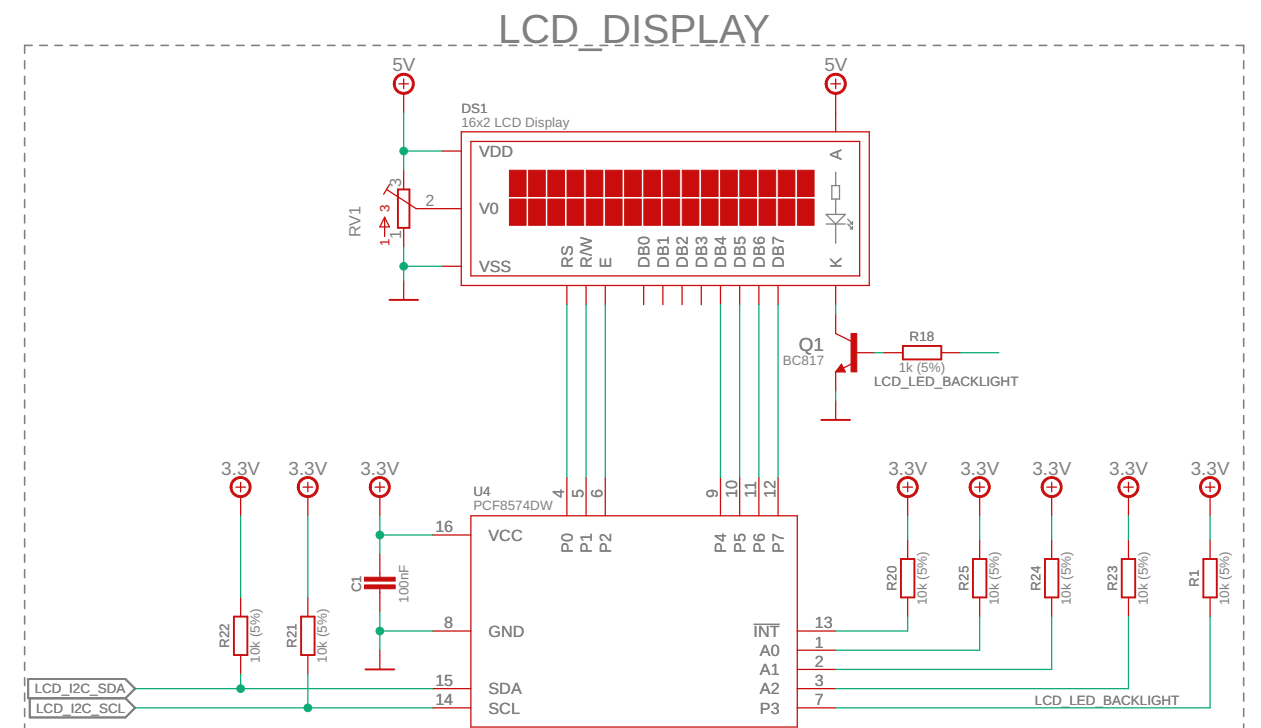 LCD_DISPLAY
5V
5V
DS1
16x2 LCD Display
VDD
A
3
2
V0
RV1
3
1
1
RS
R/W
E
DB0
DB1
DB2
DB3
DB4
DB5
DB6
DB7
VSS
K
Q1
BC817
R18
1k (5%)
LCD_LED_BACKLIGHT
3.3V
3.3V
3.3V
3.3V
3.3V
3.3V
3.3V
3.3V
U4
PCF8574DW
4
5
6
9
10
11
12
16
VCC
P0
P1
P2
P4
P5
P6
P7
C1
100nF
R20
10k (5%)
R25
10k (5%)
R24
10k (5%)
R23
10k (5%)
R1
10k (5%)
R22
10k (5%)
R21
10k (5%)
8
GND
INT
13
A0
1
A1
2
LCD_I2C_SDA
15
SDA
A2
3
LCD_I2C_SCL
14
SCL
P3
7
LCD_LED_BACKLIGHT